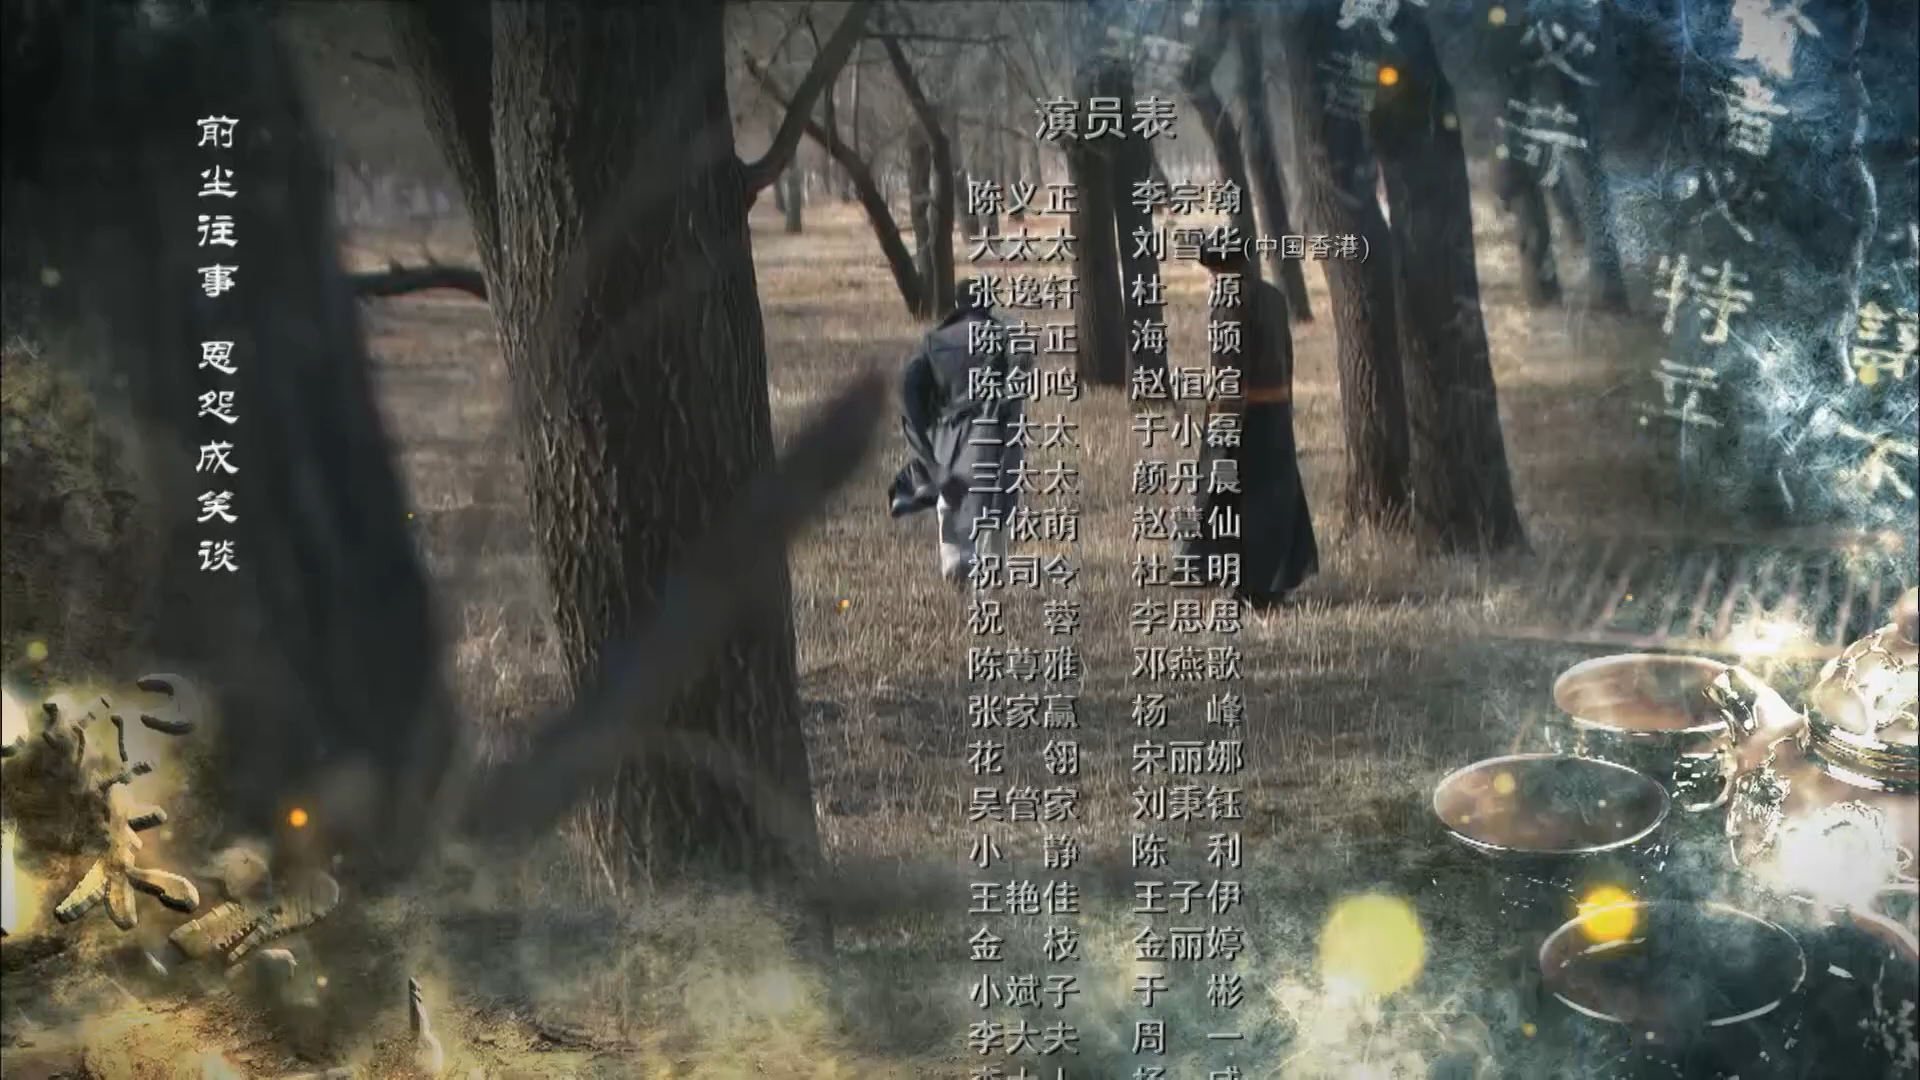 前尘往事 恩怨成笑谈
演员表
陈义正 李宗翰
大太太 刘雪华(中国香港)
张逸轩 杜源
陈吉正 海顿
陈剑鸣 赵恒煊
二太太 于小磊
三太太 颜丹晨
卢依萌 赵慧仙
祝司令 杜玉明
祝蓉 李思思
陈尊雅 邓燕歌
张家赢 杨峰
花翎 宋丽娜
吴管家 刘秉钰
小静 陈利
王艳佳 王子伊
金枝 金丽婷
小斌子 于彬
李大夫 周一